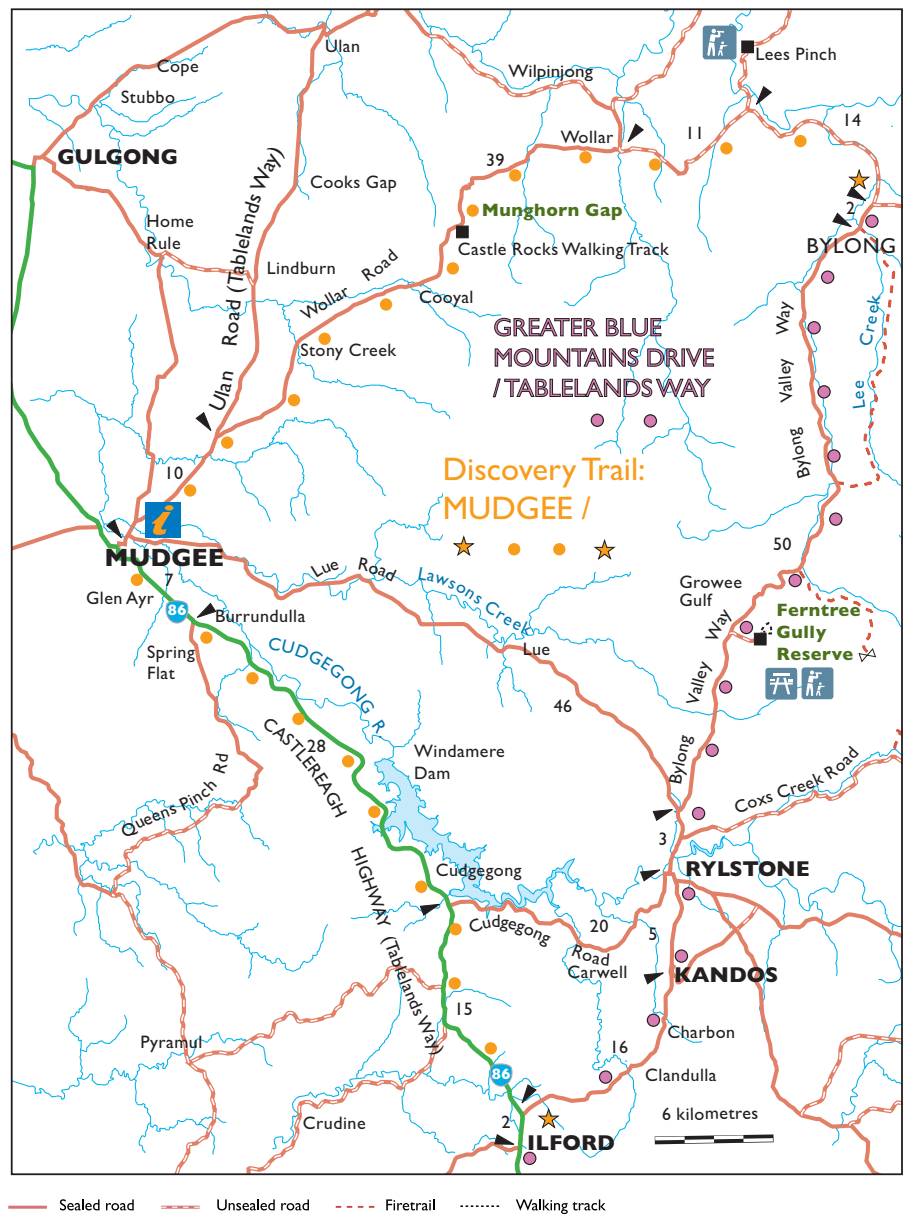 Ulan
Cope
Stubbo
Wilpinjong
Lees Pinch
GULGONG
Wollar
11
14
39
Cooks Gap
Munghorn Gap
2
Home
Rule
Castle Rocks Walking Track
BYLONG
Lindburn
Ulan Road (Tablelands Way)
Wollar Road
Cooyal
Stony Creek
GREATER BLUE
MOUNTAINS DRIVE
/ TABLELANDS WAY
Bylong Valley Way
Lee Creek
10
Discovery Trail:
MUDGEE /
i
MUDGEE
7
Lue Road
Lawsons Creek
50
Glen Ayr
86
Burrundulla
Growee
Gulf
Ferntree
Gully
Reserve
Spring
Flat
CUDGEGONG R.
Lue
46
Bylong Valley Way
28
CASTLEREAGH
HIGHWAY (Tablelands Way)
Windamere
Dam
Queens Pinch Rd
Coxs Creek Road
3
Cudgegong
RYLSTONE
Cudgegong
Road
20
5
Carwell
KANDOS
15
Charbon
Pyramul
16
Clandulla
86
Crudine
2
ILFORD
6 kilometres
Sealed road
Unsealed road
Firetrail
Walking track